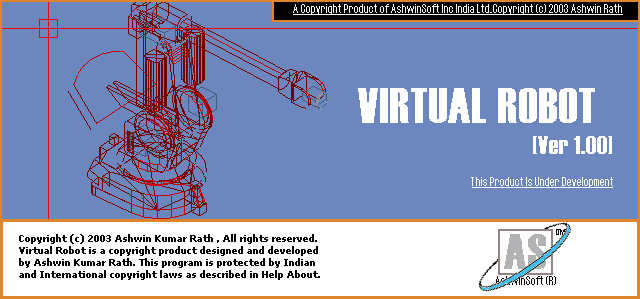 A Copyright Product of AshwinSoft Inc India Ltd.Copyright (c) 2003 Ashwin Rath
VIRTUAL ROBOT
[Ver 1.00]
This Product Is Under Development
Copyright (c) 2003 Ashwin Kumar Rath , All rights reserved.
Virtual Robot is a copyright product designed and developed
by Ashwin Kumar Rath. This program is protected by Indian
and International copyright laws as described in Help About.
AS
AshwinSoft (R)